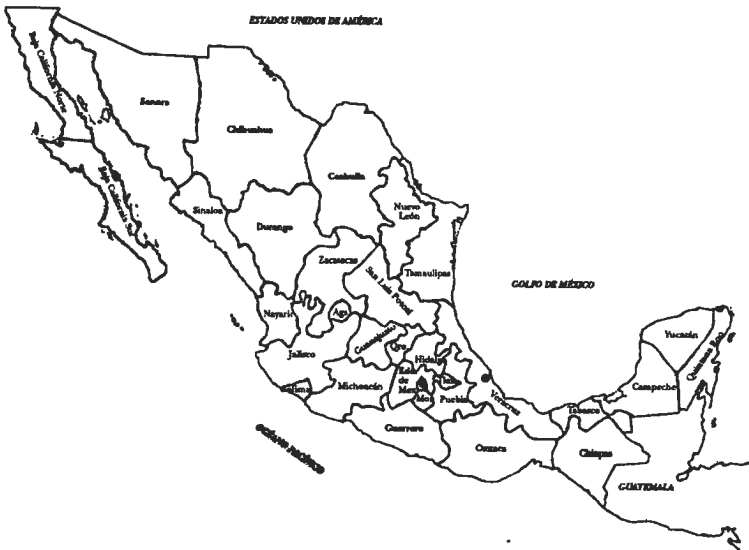 ESTADOS UNIDOS DE AMÉRICA
Baja California Norte
Sonora
Chihuahua
Coahuila
Baja California Sur
Sinaloa
Nuevo
León
Durango
Zacatecas
Tamaulipas
San Luis Potosí
GOLFO DE MÉXICO
Nayarit
Ags.
Guanajuato
Qro.
Hidalgo
Yucatán
Quintana Roo
Jalisco
Colima
Michoacán
Edo.
de
Mex.
Tlax.
Mor.
Puebla
Veracruz
Tabasco
Campeche
Guerrero
Oaxaca
Chiapas
OCÉANO PACÍFICO
GUATEMALA